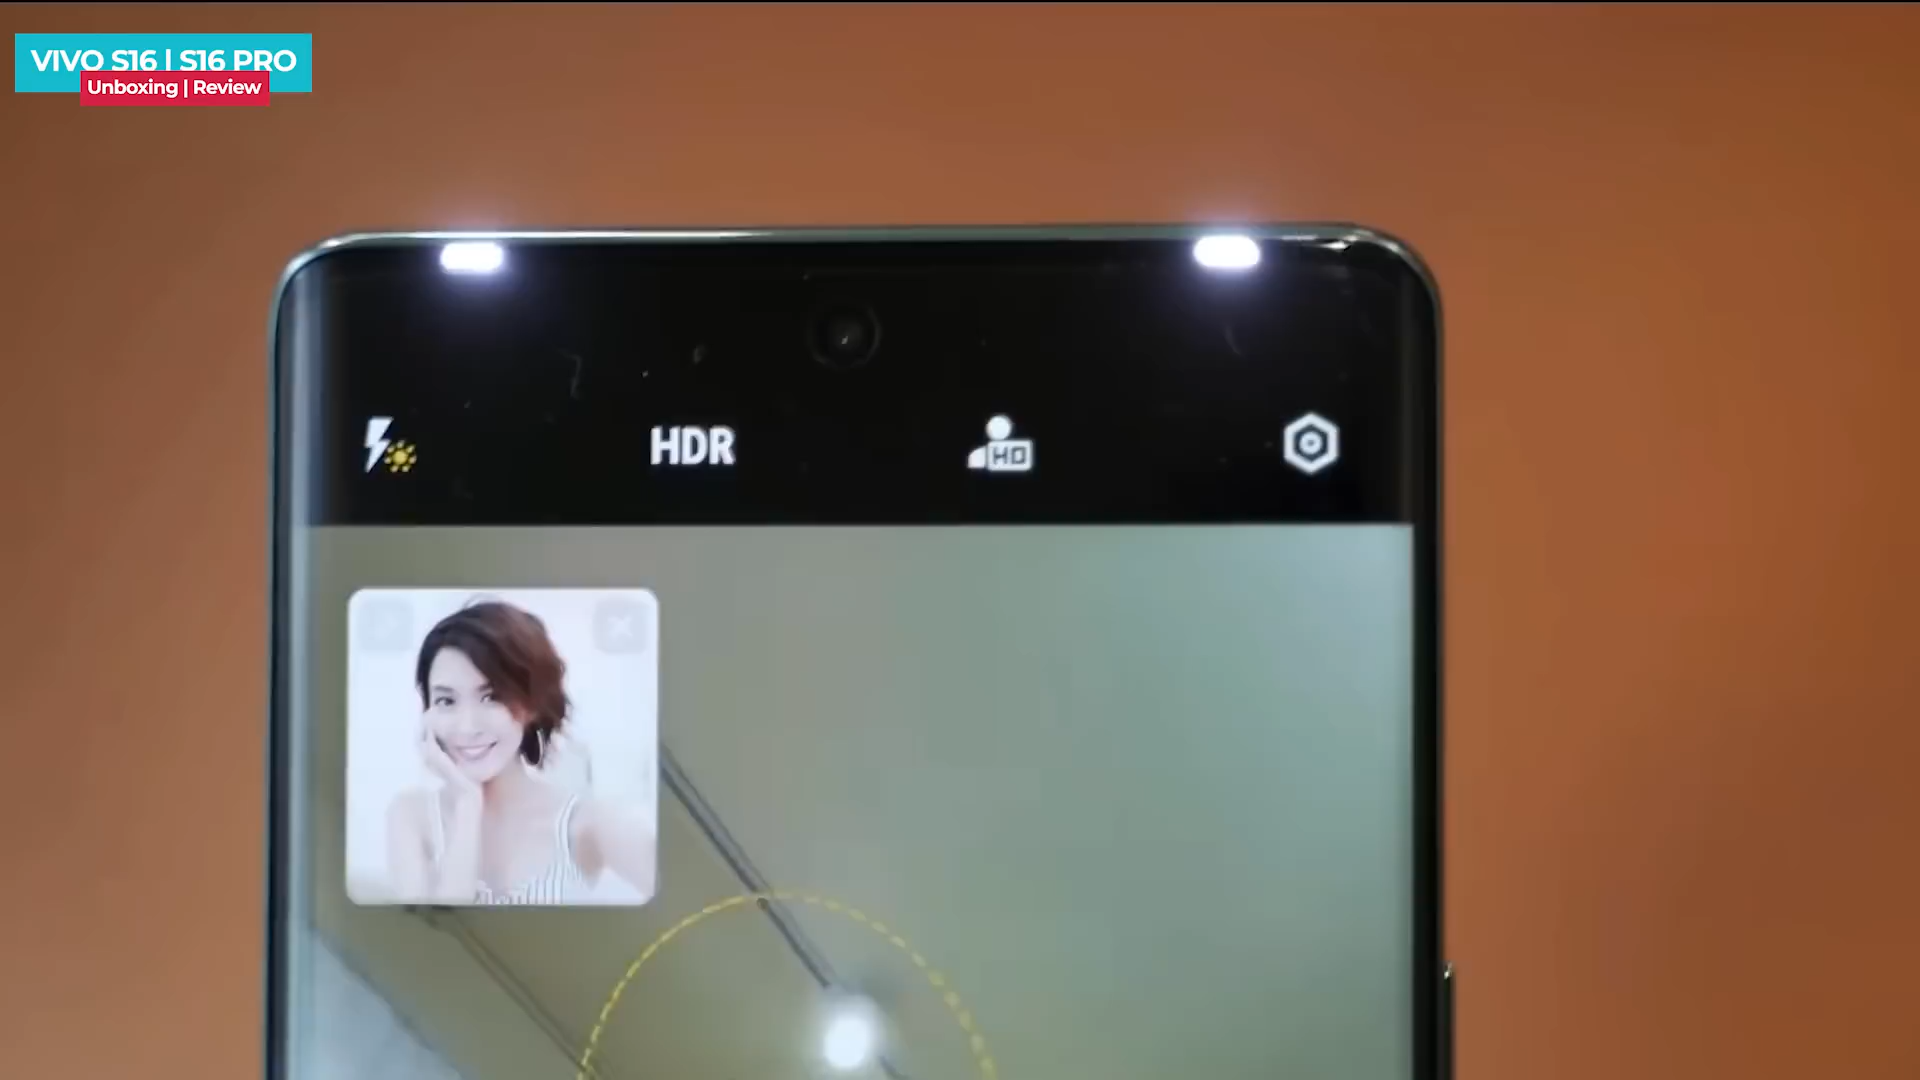 VIVO S16 | S16 PRO
Unboxing | Review
HDR
HD